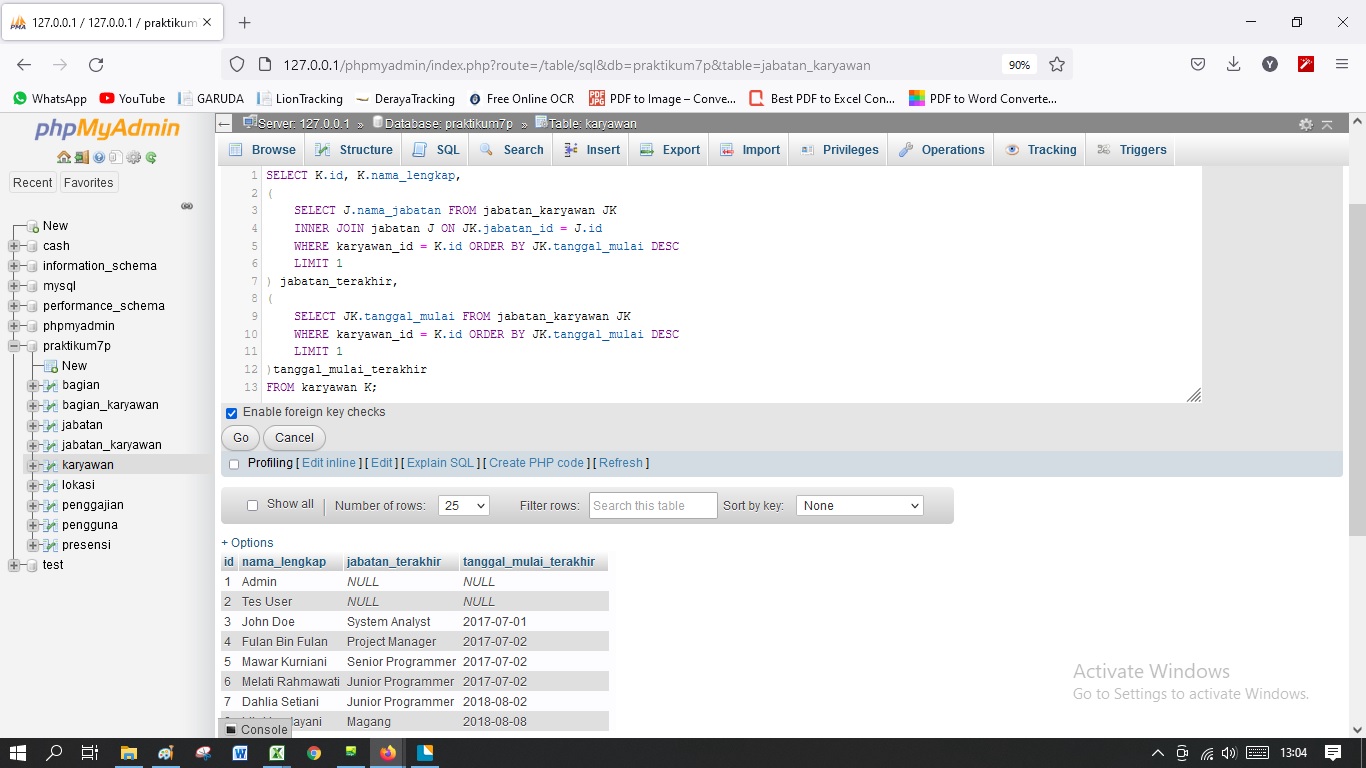 127.0.0.1 / 127.0.0.1 / praktikum
127.0.0.1/phpmyadmin/index.php?route=/table/sql&db=praktikum7p&table=jabatan_karyawan
90%
Y
WhatsApp YouTube GARUDA LionTracking DerayaTracking Free Online OCR PDF to Image – Conve... Best PDF to Excel Con... PDF to Word Converte...
phpMyAdmin
Recent Favorites
New
cash
information_schema
mysql
performance_schema
phpmyadmin
praktikum7p
New
bagian
bagian_karyawan
jabatan
jabatan_karyawan
karyawan
lokasi
penggajian
pengguna
presensi
test
Server: 127.0.0.1 » Database: praktikum7p » Table: karyawan
Browse Structure SQL Search Insert Export Import Privileges Operations Tracking Triggers
1 SELECT K.id, K.nama_lengkap,
2 (
3 SELECT J.nama_jabatan FROM jabatan_karyawan JK
4 INNER JOIN jabatan J ON JK.jabatan_id = J.id
5 WHERE karyawan_id = K.id ORDER BY JK.tanggal_mulai DESC
6 LIMIT 1
7 ) jabatan_terakhir,
8 (
9 SELECT JK.tanggal_mulai FROM jabatan_karyawan JK
10 WHERE karyawan_id = K.id ORDER BY JK.tanggal_mulai DESC
11 LIMIT 1
12 )tanggal_mulai_terakhir
13 FROM karyawan K;
Enable foreign key checks
Go Cancel
Profiling [ Edit inline ] [ Edit ] [ Explain SQL ] [ Create PHP code ] [ Refresh ]
Show all Number of rows: 25 Filter rows: Search this table Sort by key: None
+ Options
id nama_lengkap jabatan_terakhir tanggal_mulai_terakhir
1 Admin NULL NULL
2 Tes User NULL NULL
3 John Doe System Analyst 2017-07-01
4 Fulan Bin Fulan Project Manager 2017-07-02
5 Mawar Kurniani Senior Programmer 2017-07-02
6 Melati Rahmawati Junior Programmer 2017-07-02
7 Dahlia Setiani Junior Programmer 2018-08-02
Magang 2018-08-08
Console
Activate Windows
Go to Settings to activate Windows.
13:04